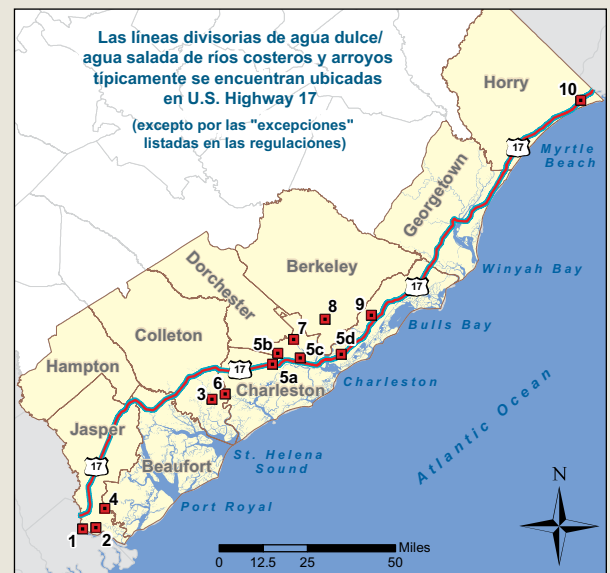 Las líneas divisorias de agua dulce/
agua salada de ríos costeros y arroyos
típicamente se encuentran ubicadas
en U.S. Highway 17
(excepto por las "excepciones"
listadas en las regulaciones)
Horry
10
17
Myrtle
Beach
Georgetown
Berkeley
Winyah Bay
Dorchester
17
8
9
Bulls Bay
Colleton
7
5b
5c
5d
Hampton
17
5a
Charleston
6
Charleston
3
Jasper
Atlantic Ocean
17
Beaufort
St. Helena
Sound
4
Port Royal
N
1
2
Miles
0
12.5
25
50